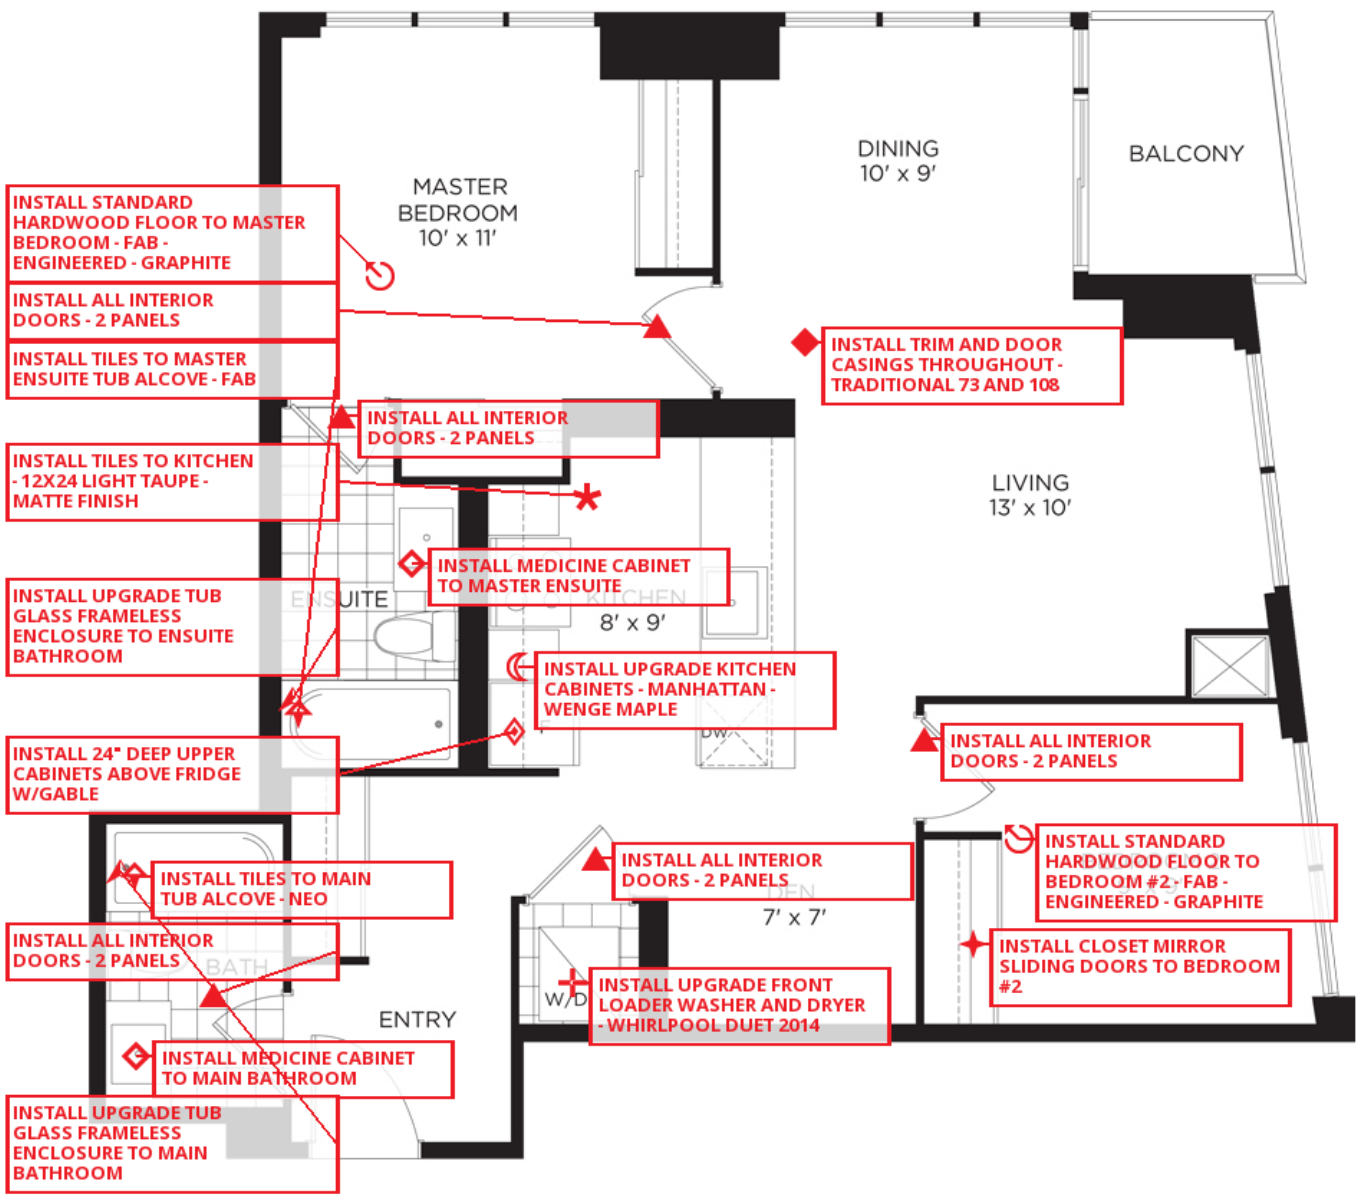 DINING
10' x 9'
BALCONY
MASTER
BEDROOM
10' x 11'
INSTALL STANDARD
HARDWOOD FLOOR TO MASTER
BEDROOM - FAB -
ENGINEERED - GRAPHITE
INSTALL ALL INTERIOR
DOORS - 2 PANELS
INSTALL TILES TO MASTER
ENSUITE TUB ALCOVE - FAB
INSTALL TRIM AND DOOR
CASINGS THROUGHOUT -
TRADITIONAL 73 AND 108
INSTALL ALL INTERIOR
DOORS - 2 PANELS
INSTALL TILES TO KITCHEN
- 12X24 LIGHT TAUPE -
MATTE FINISH
LIVING
13' x 10'
INSTALL MEDICINE CABINET
TO MASTER ENSUITE
ENSUITE
KITCHEN
8' x 9'
INSTALL UPGRADE TUB
GLASS FRAMELESS
ENCLOSURE TO ENSUITE
BATHROOM
INSTALL UPGRADE KITCHEN
CABINETS - MANHATTAN -
WENGE MAPLE
F
DW
INSTALL 24" DEEP UPPER
CABINETS ABOVE FRIDGE
W/GABLE
INSTALL ALL INTERIOR
DOORS - 2 PANELS
INSTALL STANDARD
HARDWOOD FLOOR TO
BEDROOM #2 - FAB -
ENGINEERED - GRAPHITE
INSTALL ALL INTERIOR
DOORS - 2 PANELS
DEN
7' x 7'
INSTALL TILES TO MAIN
TUB ALCOVE - NEO
INSTALL ALL INTERIOR
DOORS - 2 PANELS
BATH
INSTALL CLOSET MIRROR
SLIDING DOORS TO BEDROOM
#2
W/D
INSTALL UPGRADE FRONT
LOADER WASHER AND DRYER
- WHIRLPOOL DUET 2014
ENTRY
INSTALL MEDICINE CABINET
TO MAIN BATHROOM
INSTALL UPGRADE TUB
GLASS FRAMELESS
ENCLOSURE TO MAIN
BATHROOM